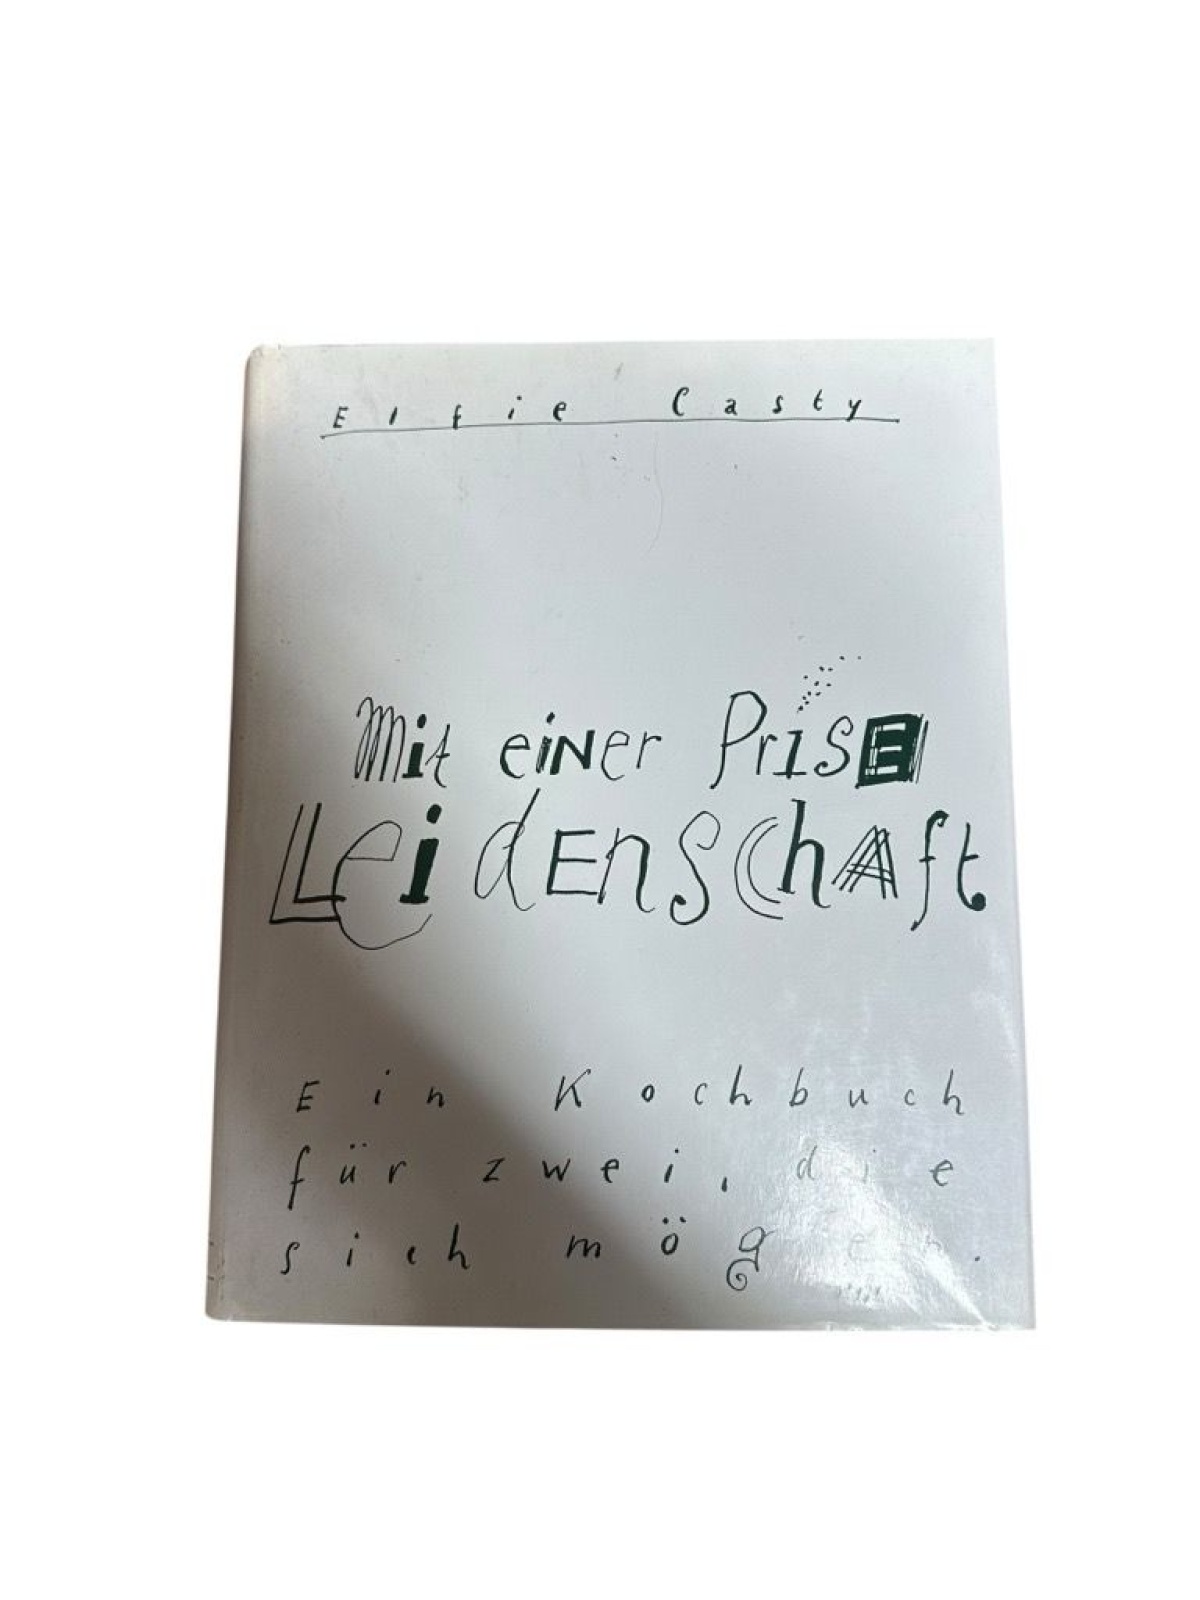 Elfie Casty
Mit einer Prise
Leidenschaft
Ein Kochbuch
für zwei, die
sich mögen.